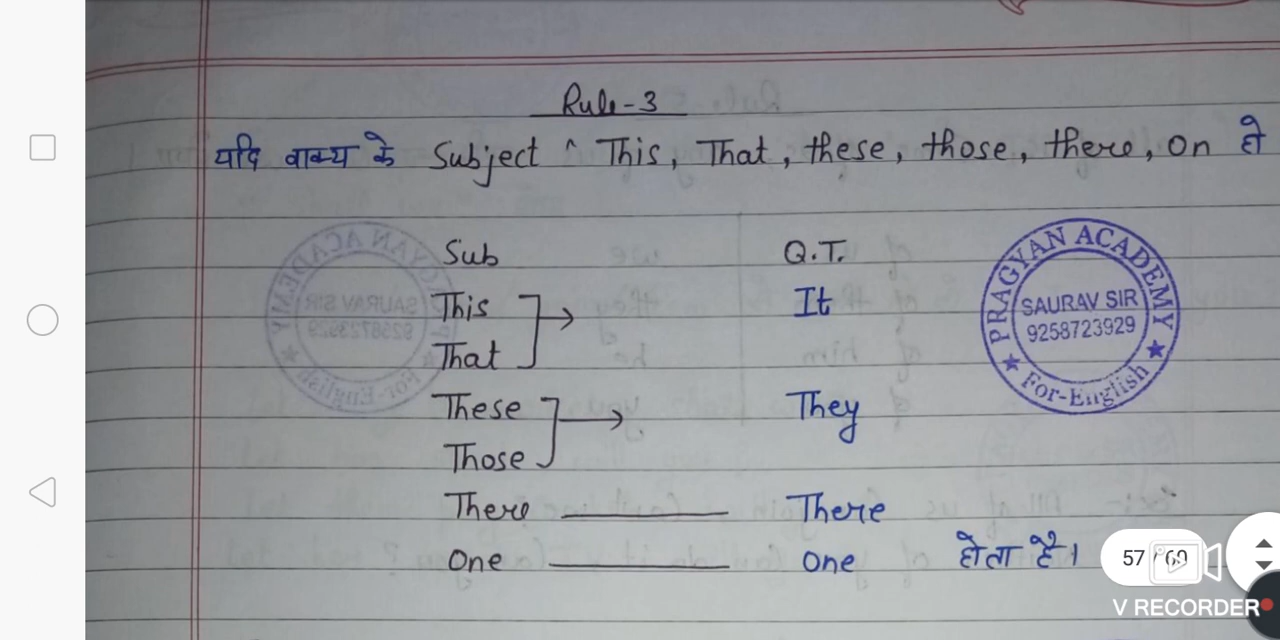 Rule-3
यदि वाक्य के Subject ^ This, That, these, those, there, on हो
Sub Q.T.
This It
That
These They
Those
There There
One One होता है।
PRAGYAN ACADEMY
SAURAV SIR
9258723929
For-English
57 / 60
V RECORDER